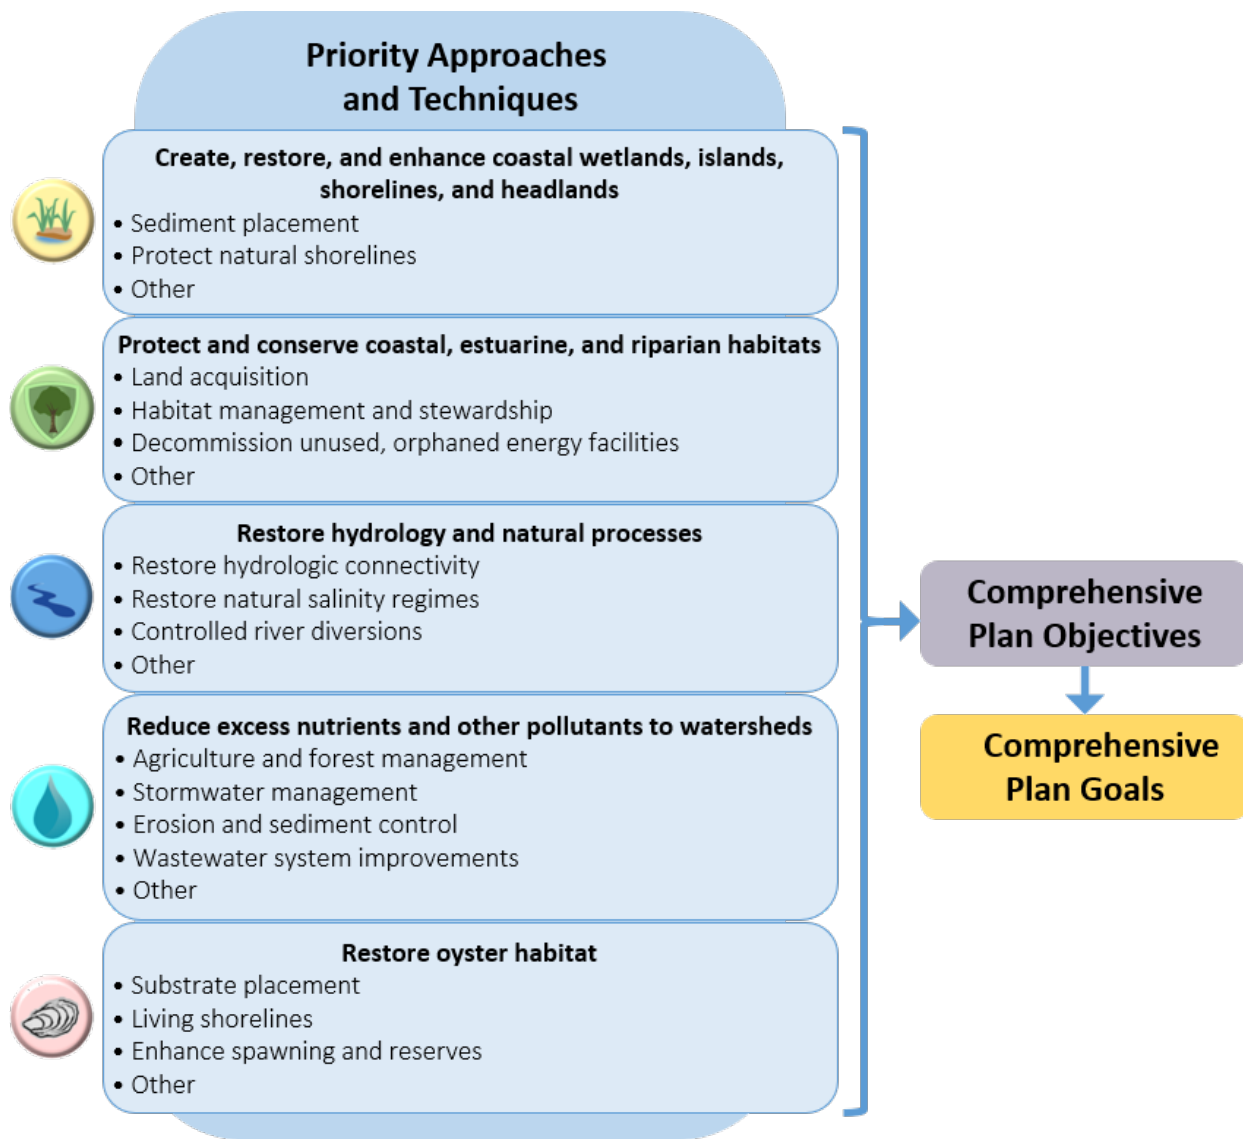 Priority Approaches
and Techniques
Create, restore, and enhance coastal wetlands, islands,
shorelines, and headlands
• Sediment placement
• Protect natural shorelines
• Other
Protect and conserve coastal, estuarine, and riparian habitats
• Land acquisition
• Habitat management and stewardship
• Decommission unused, orphaned energy facilities
• Other
Restore hydrology and natural processes
• Restore hydrologic connectivity
• Restore natural salinity regimes
• Controlled river diversions
• Other
Reduce excess nutrients and other pollutants to watersheds
• Agriculture and forest management
• Stormwater management
• Erosion and sediment control
• Wastewater system improvements
• Other
Restore oyster habitat
• Substrate placement
• Living shorelines
• Enhance spawning and reserves
• Other
Comprehensive
Plan Objectives
Comprehensive
Plan Goals